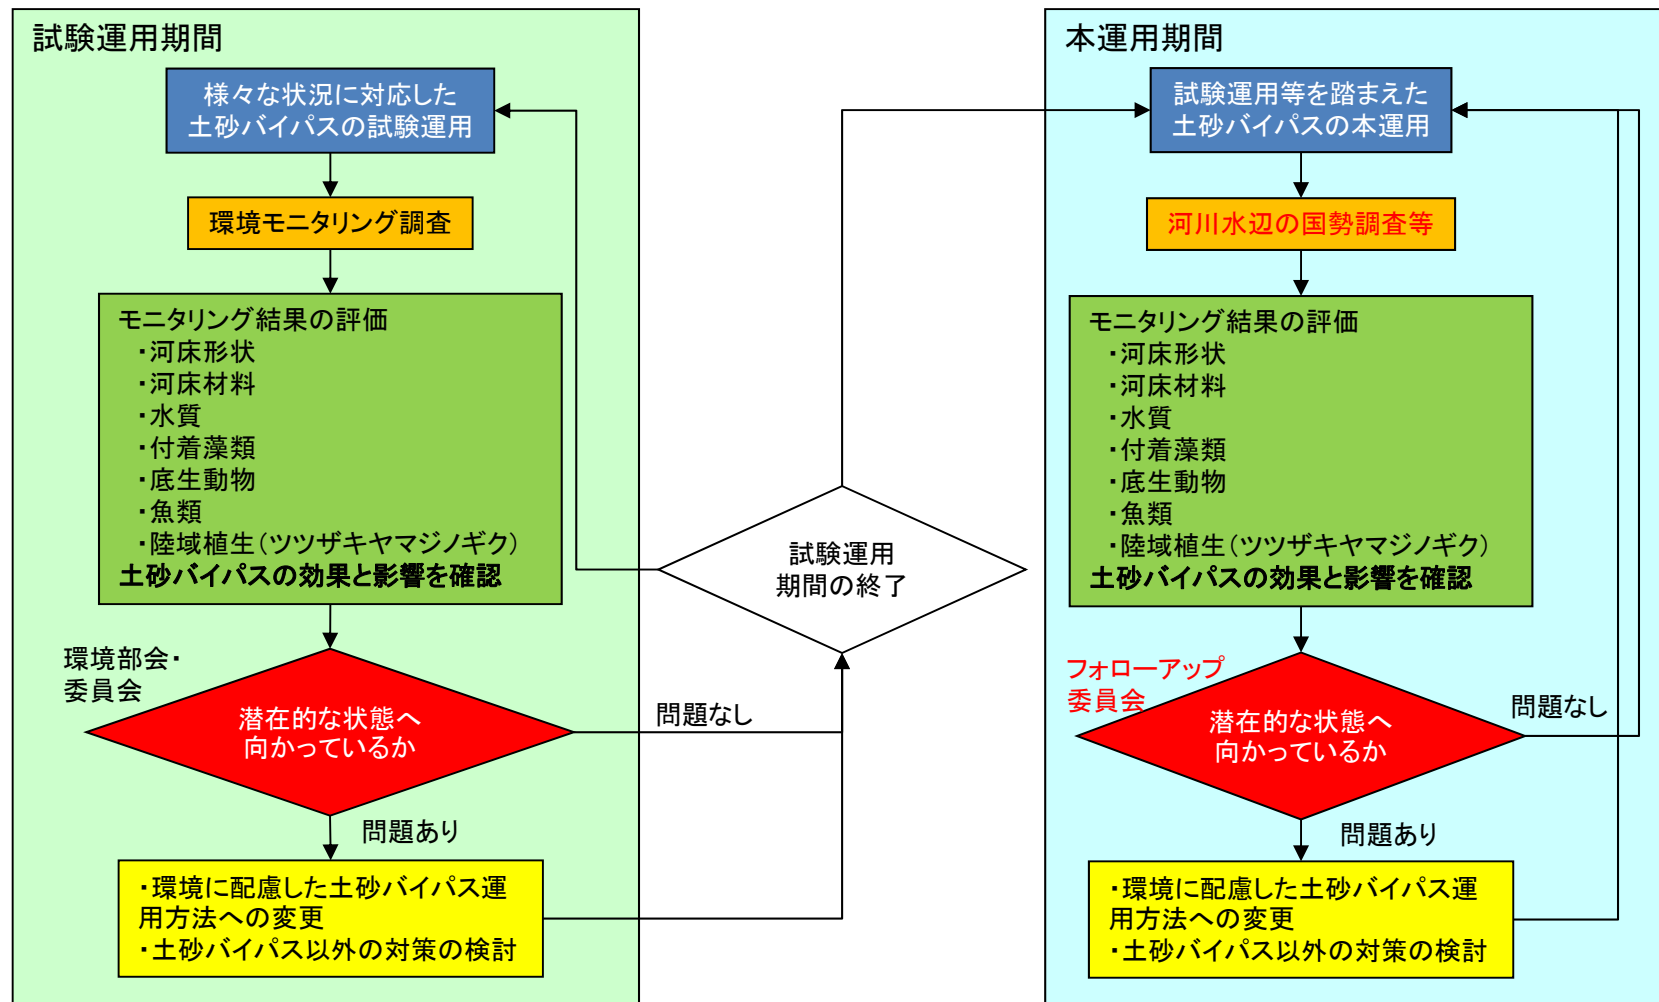 試験運用期間
様々な状況に対応した
土砂バイパスの試験運用
環境モニタリング調査
モニタリング結果の評価
・河床形状
・河床材料
・水質
・付着藻類
・底生動物
・魚類
・陸域植生(ツツザキヤマジノギク)
土砂バイパスの効果と影響を確認
環境部会・
委員会
潜在的な状態へ
向かっているか
問題なし
問題あり
・環境に配慮した土砂バイパス運
用方法への変更
・土砂バイパス以外の対策の検討
試験運用
期間の終了
本運用期間
試験運用等を踏まえた
土砂バイパスの本運用
河川水辺の国勢調査等
モニタリング結果の評価
・河床形状
・河床材料
・水質
・付着藻類
・底生動物
・魚類
・陸域植生(ツツザキヤマジノギク)
土砂バイパスの効果と影響を確認
フォローアップ
委員会
潜在的な状態へ
向かっているか
問題なし
問題あり
・環境に配慮した土砂バイパス運
用方法への変更
・土砂バイパス以外の対策の検討